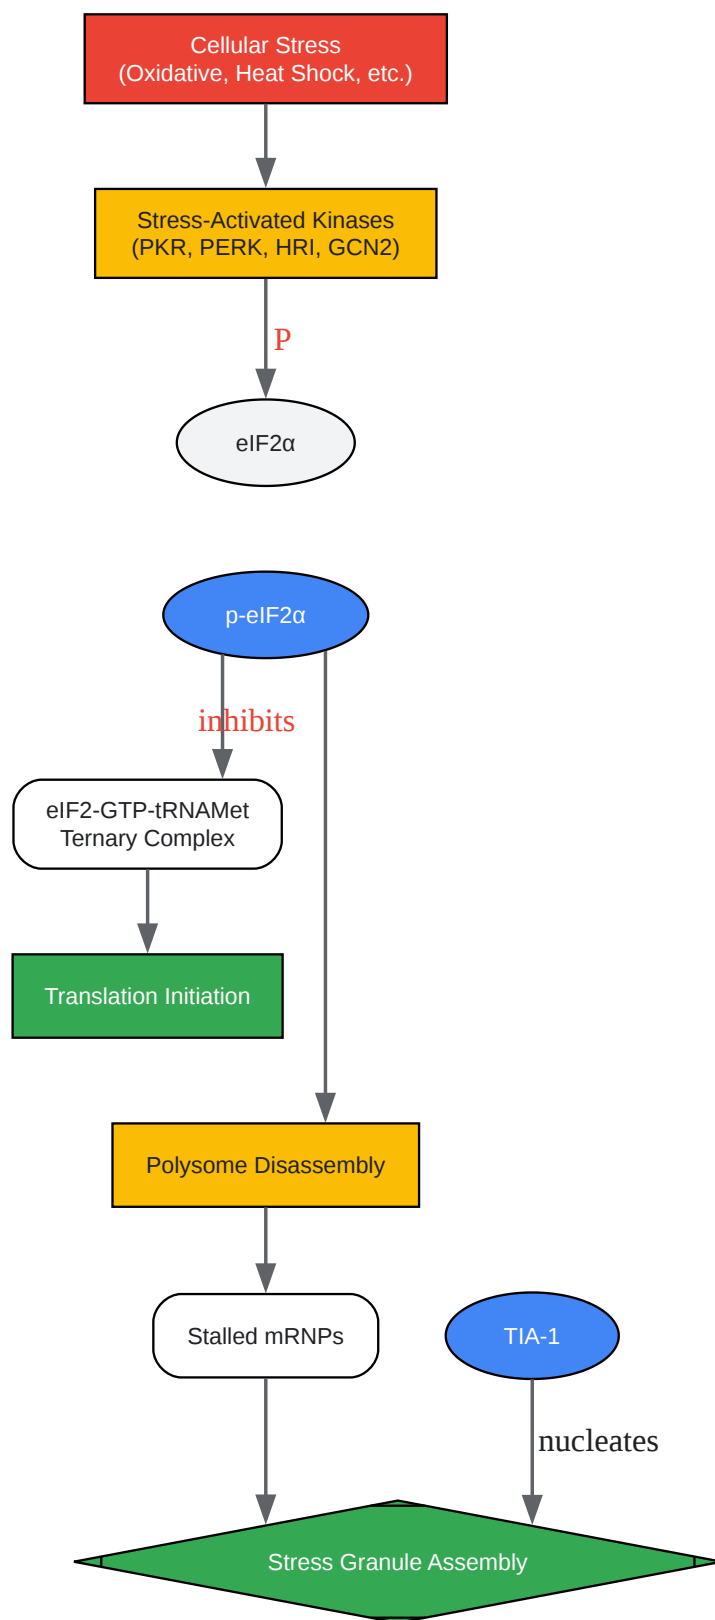 Cellular Stress
(Oxidative, Heat Shock, etc.)
Stress-Activated Kinases
(PKR, PERK, HRI, GCN2)
P
eIF2α
p-eIF2α
inhibits
eIF2-GTP-tRNAMet
Ternary Complex
Translation Initiation
Polysome Disassembly
Stalled mRNPs
TIA-1
nucleates
Stress Granule Assembly